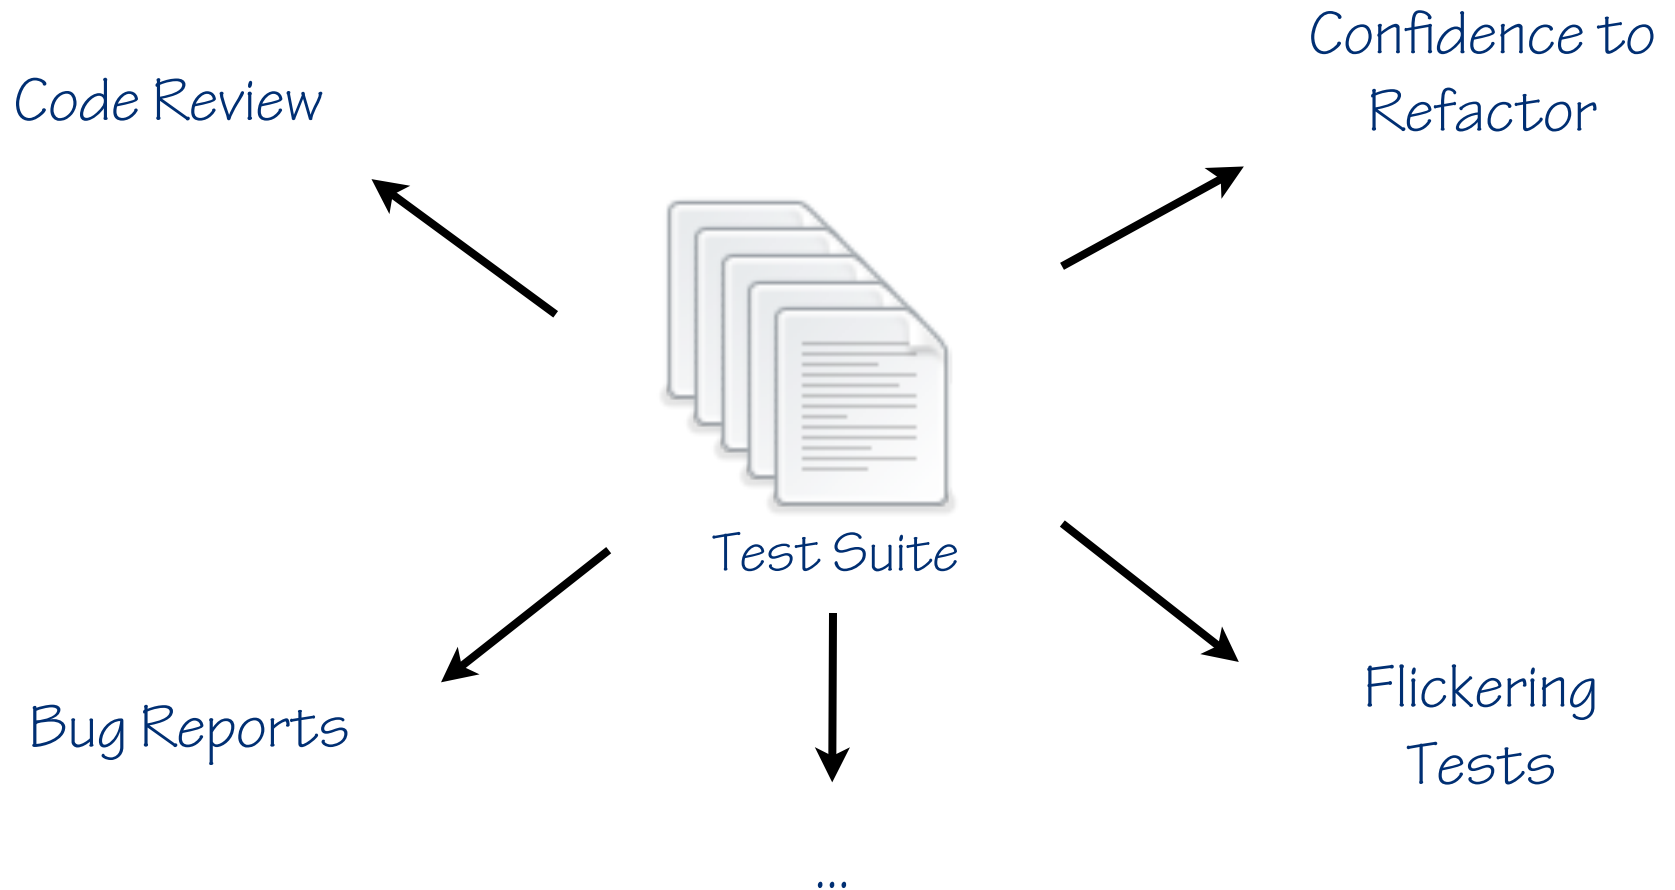 Code Review
Confidence to
Refactor
Test Suite
Bug Reports
Flickering
Tests
...